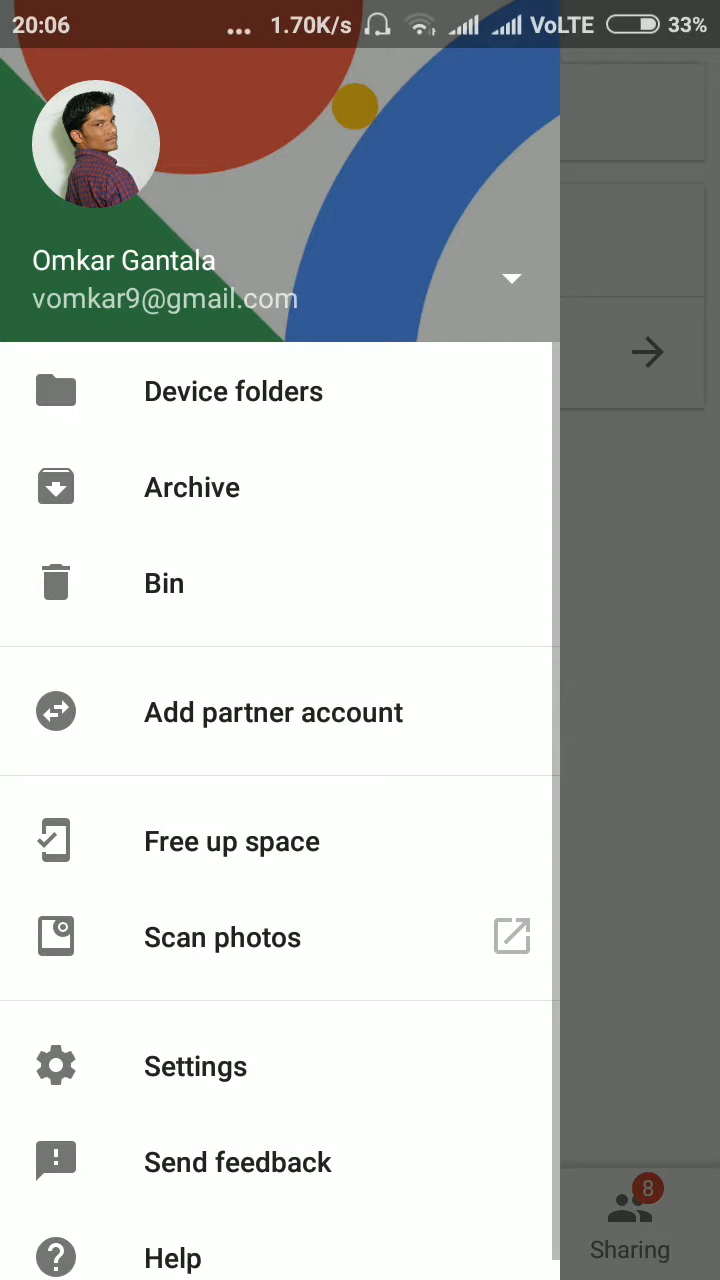 20:06 ... 1.70K/s VoLTE 33%
Omkar Gantala
vomkar9@gmail.com
Device folders
Archive
Bin
Add partner account
Free up space
Scan photos
Settings
Send feedback
Help
8
Sharing